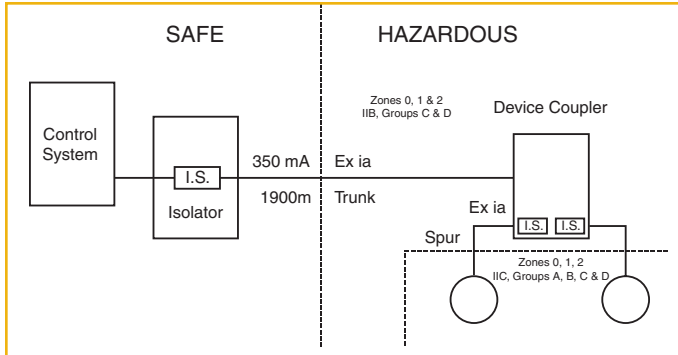 SAFE
HAZARDOUS
Zones 0, 1 & 2
IIB, Groups C & D
Device Coupler
Control
System
I.S.
Isolator
350 mA
Ex ia
1900m
Trunk
Ex ia
I.S.
I.S.
Spur
Zones 0, 1, 2
IIC, Groups A, B, C & D